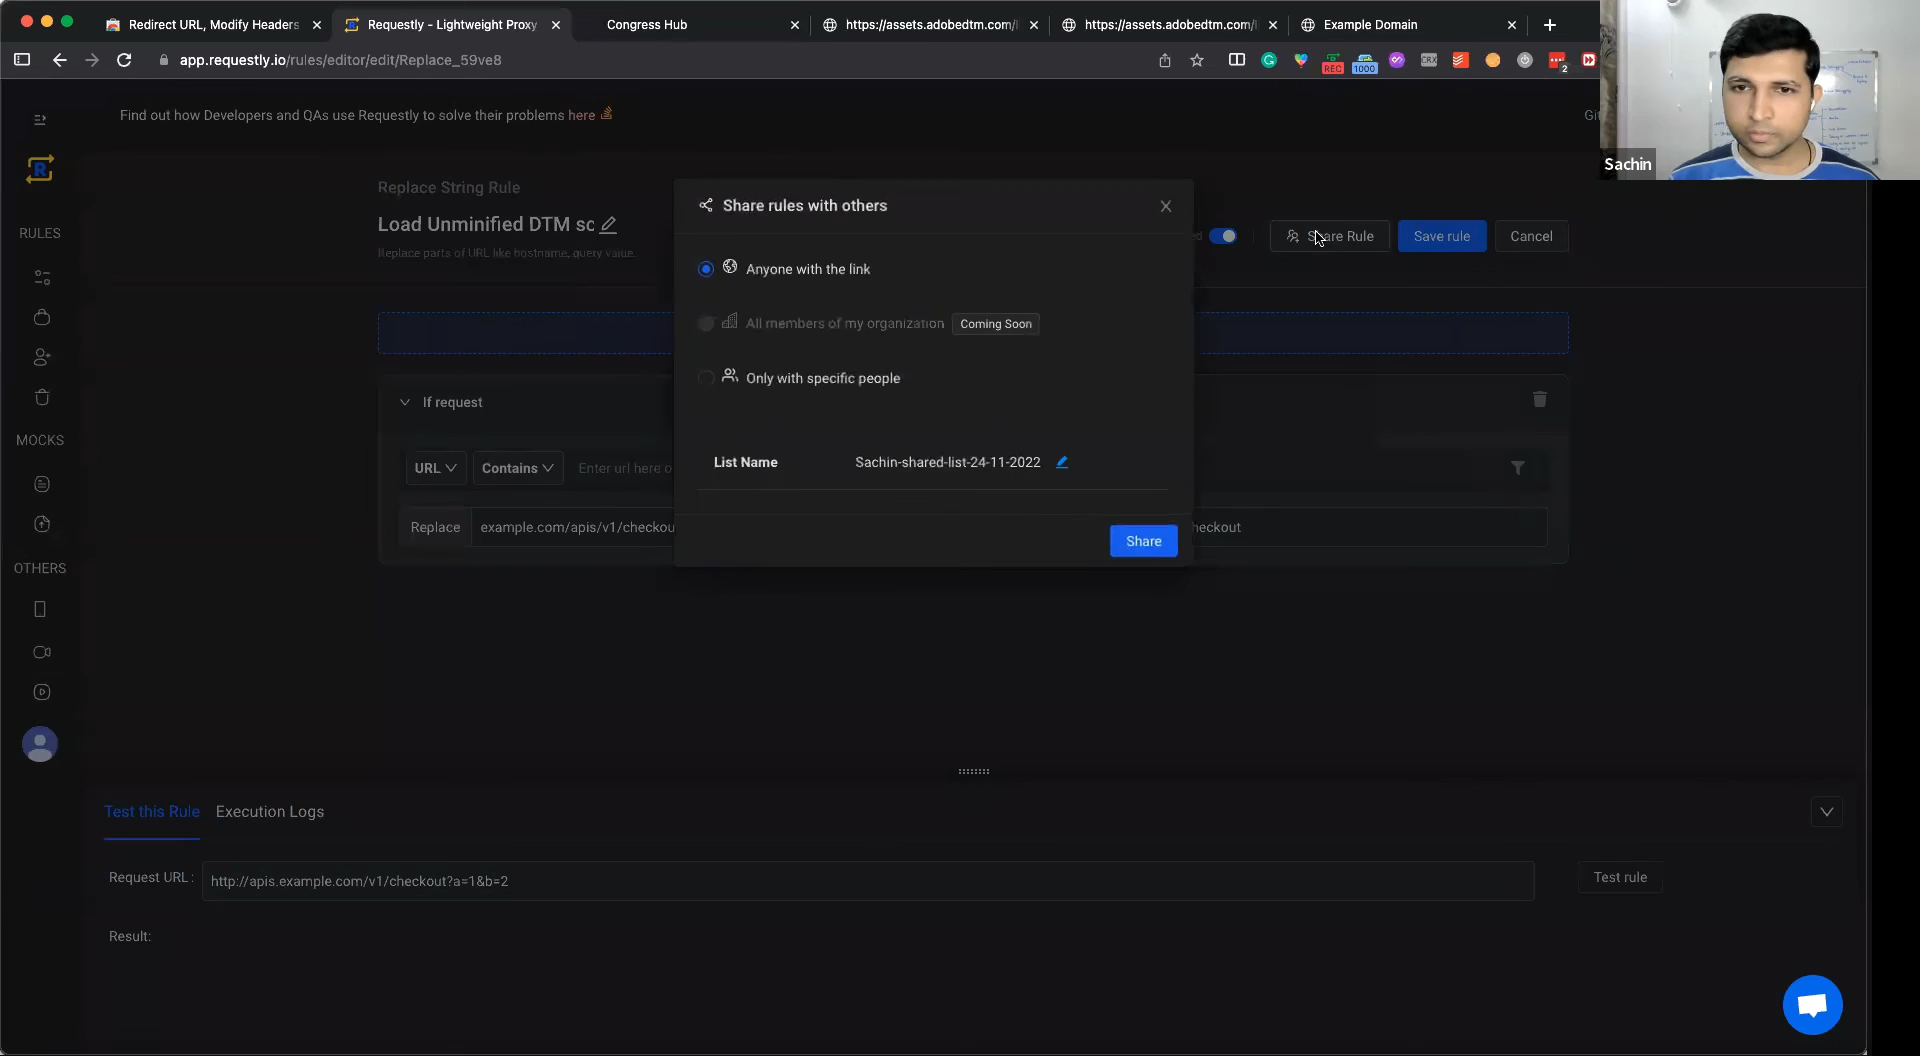 Redirect URL, Modify Headers
Requestly - Lightweight Proxy
Congress Hub
https://assets.adobedtm.com/
https://assets.adobedtm.com/
Example Domain
app.requestly.io/rules/editor/edit/Replace_59ve8
REC
1000
CRX
2
Find out how Developers and QAs use Requestly to solve their problems here
Git
Sachin
Replace String Rule
Load Unminified DTM sc
Replace parts of URL like hostname, query value.
Share Rule
Save rule
Cancel
Share rules with others
Anyone with the link
All members of my organization
Coming Soon
Only with specific people
List Name
Sachin-shared-list-24-11-2022
Share
RULES
MOCKS
OTHERS
If request
URL
Contains
Enter url here o
Replace
example.com/apis/v1/checkou
heckout
Test this Rule
Execution Logs
Request URL :
http://apis.example.com/v1/checkout?a=1&b=2
Test rule
Result: